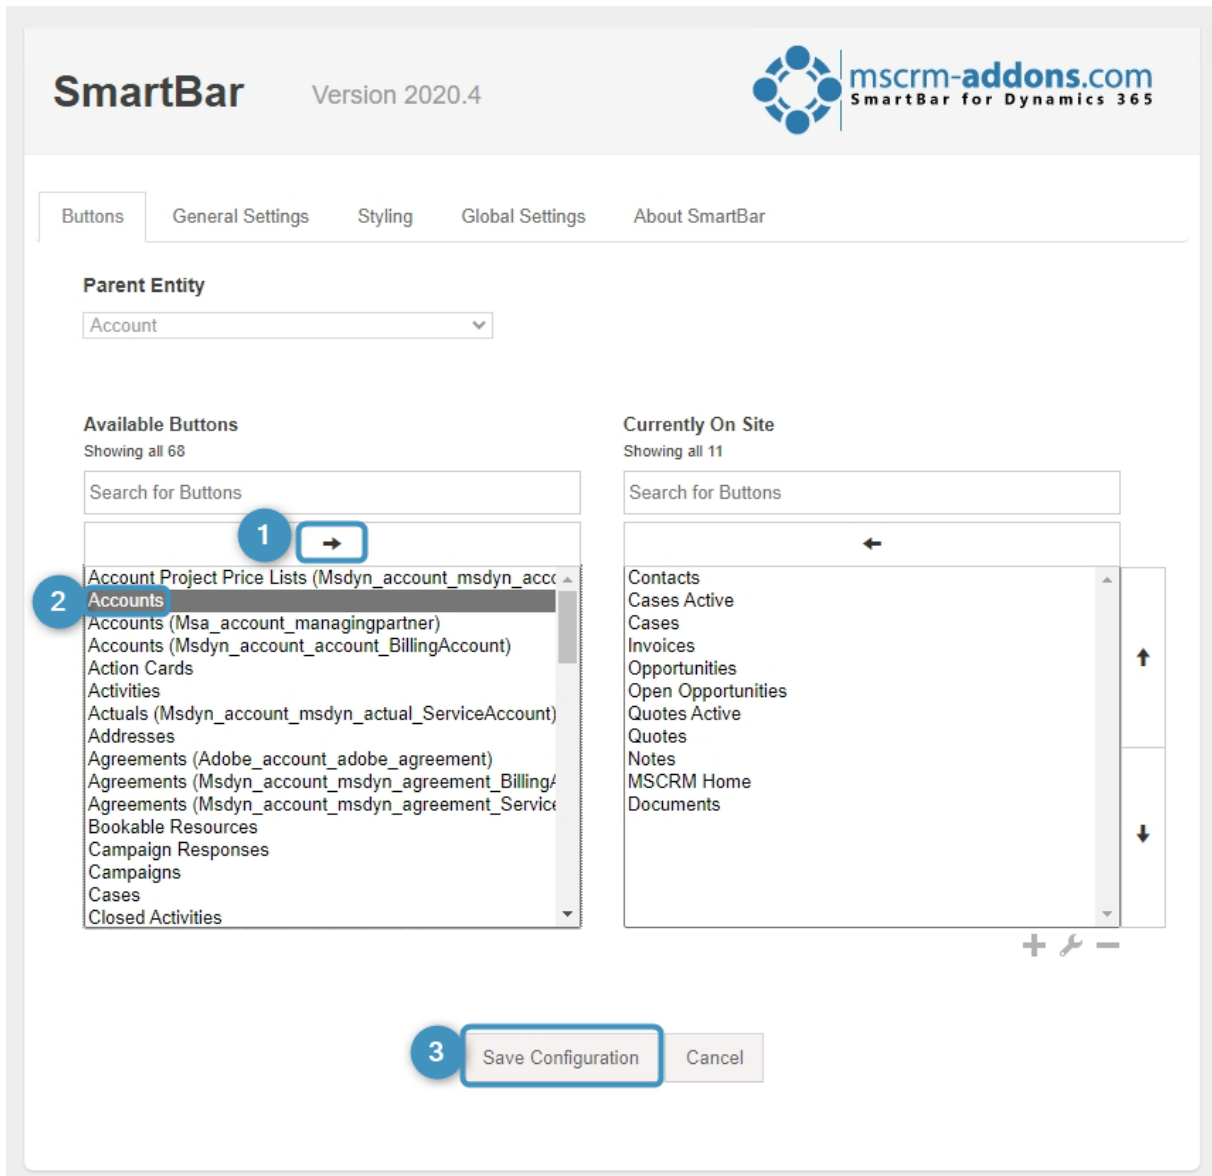 SmartBar
Version 2020.4
mscrm-addons.com
SmartBar for Dynamics 365
Buttons
General Settings
Styling
Global Settings
About SmartBar
Parent Entity
Account
Available Buttons
Showing all 68
Search for Buttons
1
2
Account Project Price Lists (Msdyn_account_msdyn_acco
Accounts
Accounts (Msa_account_managingpartner)
Accounts (Msdyn_account_account_BillingAccount)
Action Cards
Activities
Actuals (Msdyn_account_msdyn_actual_ServiceAccount)
Addresses
Agreements (Adobe_account_adobe_agreement)
Agreements (Msdyn_account_msdyn_agreement_BillingA
Agreements (Msdyn_account_msdyn_agreement_Service
Bookable Resources
Campaign Responses
Campaigns
Cases
Closed Activities
Currently On Site
Showing all 11
Search for Buttons
Contacts
Cases Active
Cases
Invoices
Opportunities
Open Opportunities
Quotes Active
Quotes
Notes
MSCRM Home
Documents
3
Save Configuration
Cancel